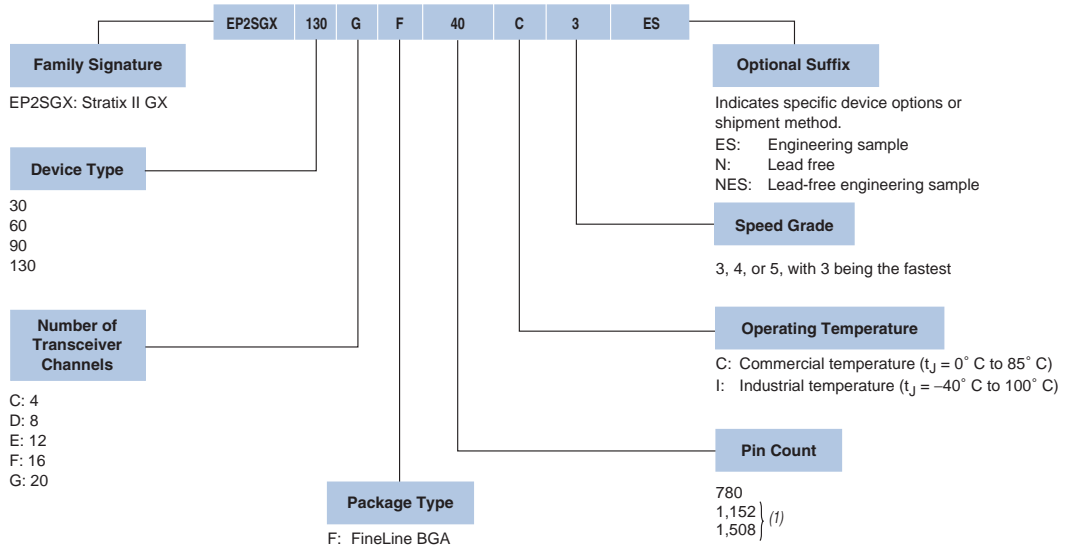 EP2SGX 130 G F 40 C 3 ES
Family Signature
EP2SGX: Stratix II GX
Device Type
30
60
90
130
Number of
Transceiver
Channels
C: 4
D: 8
E: 12
F: 16
G: 20
Package Type
F: FineLine BGA
Optional Suffix
Indicates specific device options or
shipment method.
ES: Engineering sample
N: Lead free
NES: Lead-free engineering sample
Speed Grade
3, 4, or 5, with 3 being the fastest
Operating Temperature
C: Commercial temperature (tJ = 0˚ C to 85˚ C)
I: Industrial temperature (tJ = –40˚ C to 100˚ C)
Pin Count
780
1,152
1,508
(1)